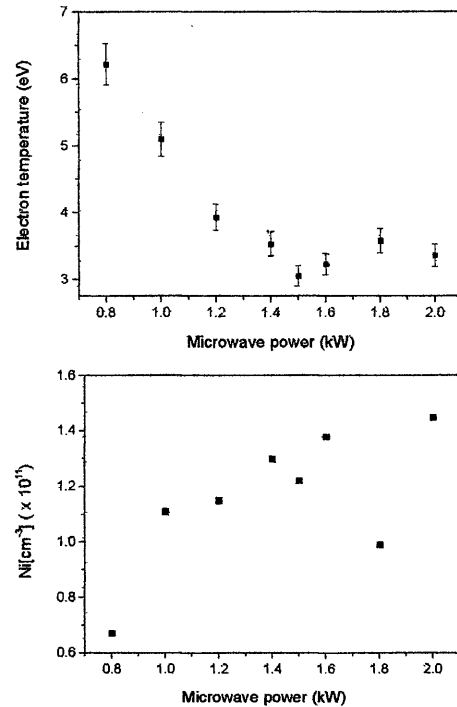 Electron temperature (eV)
7
6
5
4
3
0.8 1.0 1.2 1.4 1.6 1.8 2.0
Microwave power (kW)
Ni[cm⁻³] ( x 10¹¹)
1.6
1.4
1.2
1.0
0.8
0.6
0.8 1.0 1.2 1.4 1.6 1.8 2.0
Microwave power (kW)